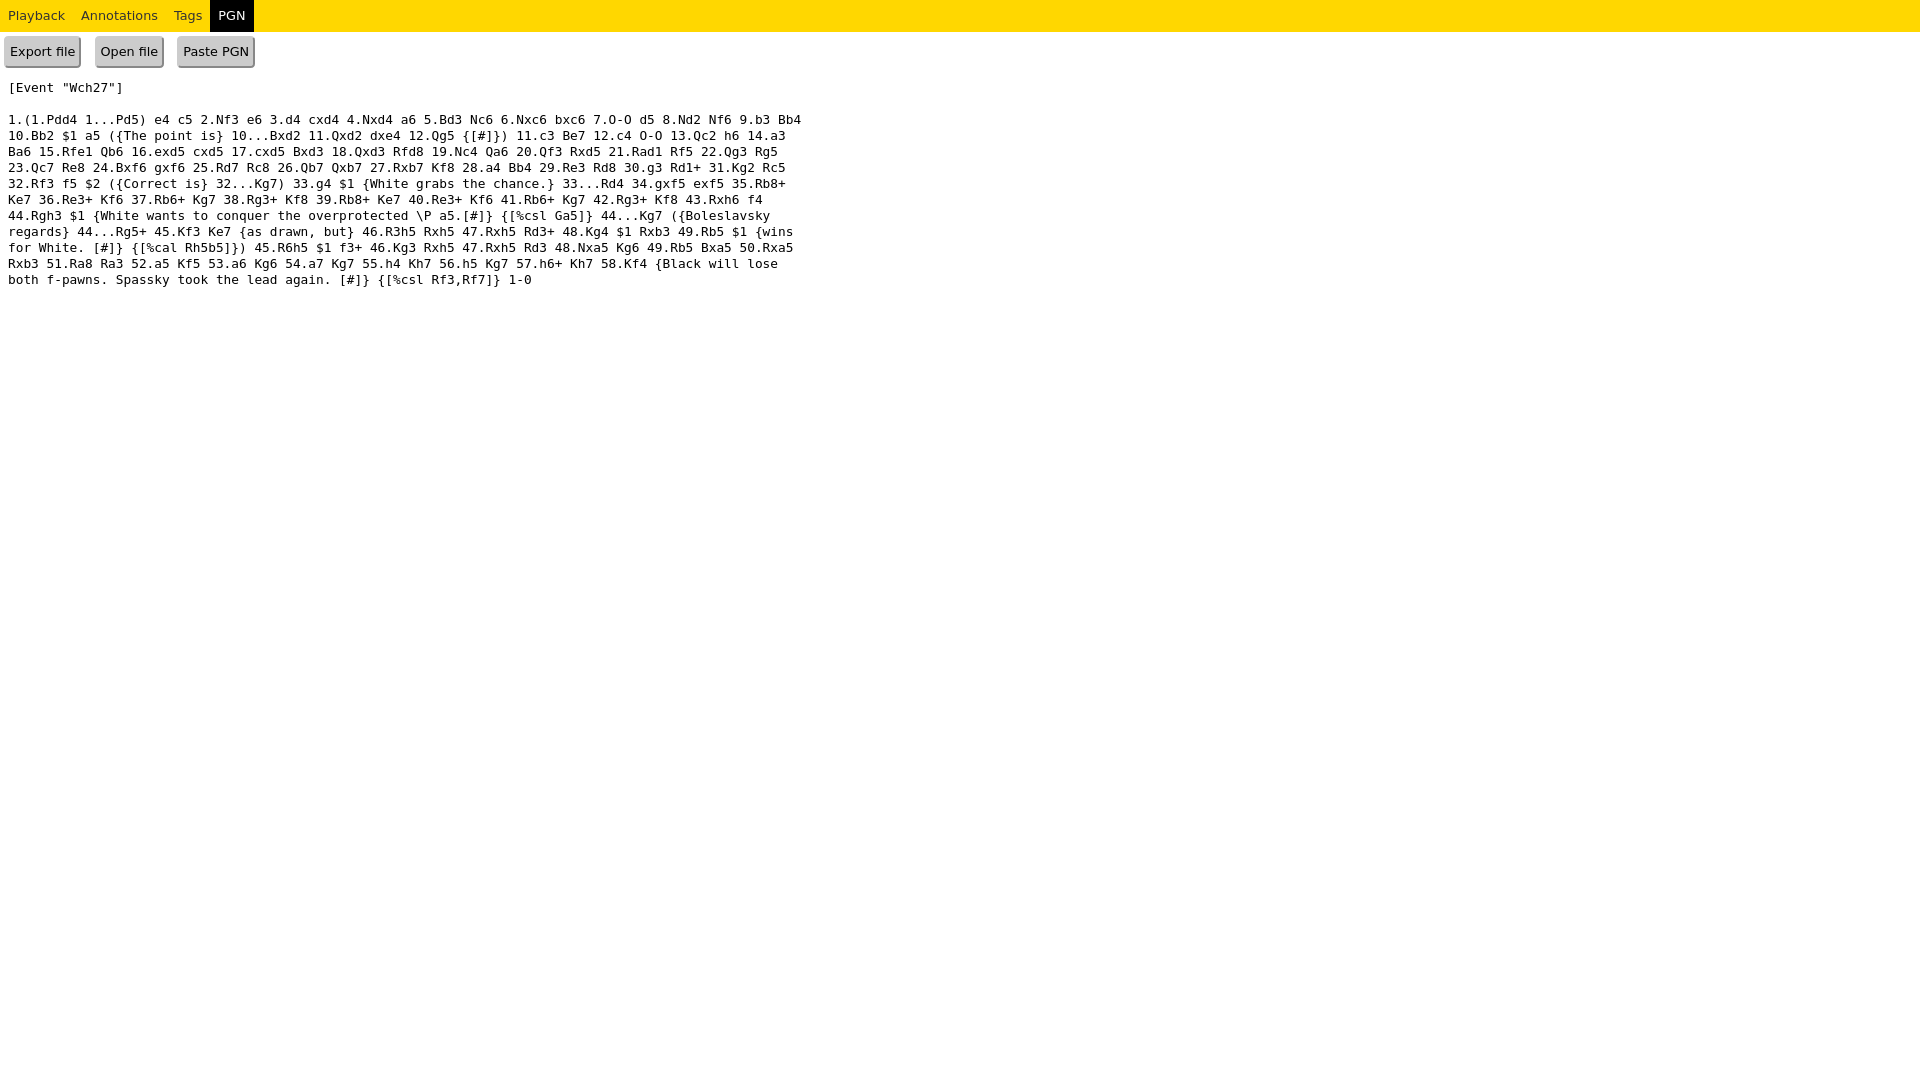 Playback Annotations Tags PGN
Export file Open file Paste PGN
[Event "Wch27"]
1.(1.Pdd4 1...Pd5) e4 c5 2.Nf3 e6 3.d4 cxd4 4.Nxd4 a6 5.Bd3 Nc6 6.Nxc6 bxc6 7.O-O d5 8.Nd2 Nf6 9.b3 Bb4
10.Bb2 $1 a5 ({The point is} 10...Bxd2 11.Qxd2 dxe4 12.Qg5 {[#]}) 11.c3 Be7 12.c4 O-O 13.Qc2 h6 14.a3
Ba6 15.Rfe1 Qb6 16.exd5 cxd5 17.cxd5 Bxd3 18.Qxd3 Rfd8 19.Nc4 Qa6 20.Qf3 Rxd5 21.Rad1 Rf5 22.Qg3 Rg5
23.Qc7 Re8 24.Bxf6 gxf6 25.Rd7 Rc8 26.Qb7 Qxb7 27.Rxb7 Kf8 28.a4 Bb4 29.Re3 Rd8 30.g3 Rd1+ 31.Kg2 Rc5
32.Rf3 f5 $2 ({Correct is} 32...Kg7) 33.g4 $1 {White grabs the chance.} 33...Rd4 34.gxf5 exf5 35.Rb8+
Ke7 36.Re3+ Kf6 37.Rb6+ Kg7 38.Rg3+ Kf8 39.Rb8+ Ke7 40.Re3+ Kf6 41.Rb6+ Kg7 42.Rg3+ Kf8 43.Rxh6 f4
44.Rgh3 $1 {White wants to conquer the overprotected \P a5.[#]} {[%csl Ga5]} 44...Kg7 ({Boleslavsky
regards} 44...Rg5+ 45.Kf3 Ke7 {as drawn, but} 46.R3h5 Rxh5 47.Rxh5 Rd3+ 48.Kg4 $1 Rxb3 49.Rb5 $1 {wins
for White. [#]} {[%cal Rh5b5]}) 45.R6h5 $1 f3+ 46.Kg3 Rxh5 47.Rxh5 Rd3 48.Nxa5 Kg6 49.Rb5 Bxa5 50.Rxa5
Rxb3 51.Ra8 Ra3 52.a5 Kf5 53.a6 Kg6 54.a7 Kg7 55.h4 Kh7 56.h5 Kg7 57.h6+ Kh7 58.Kf4 {Black will lose
both f-pawns. Spassky took the lead again. [#]} {[%csl Rf3,Rf7]} 1-0